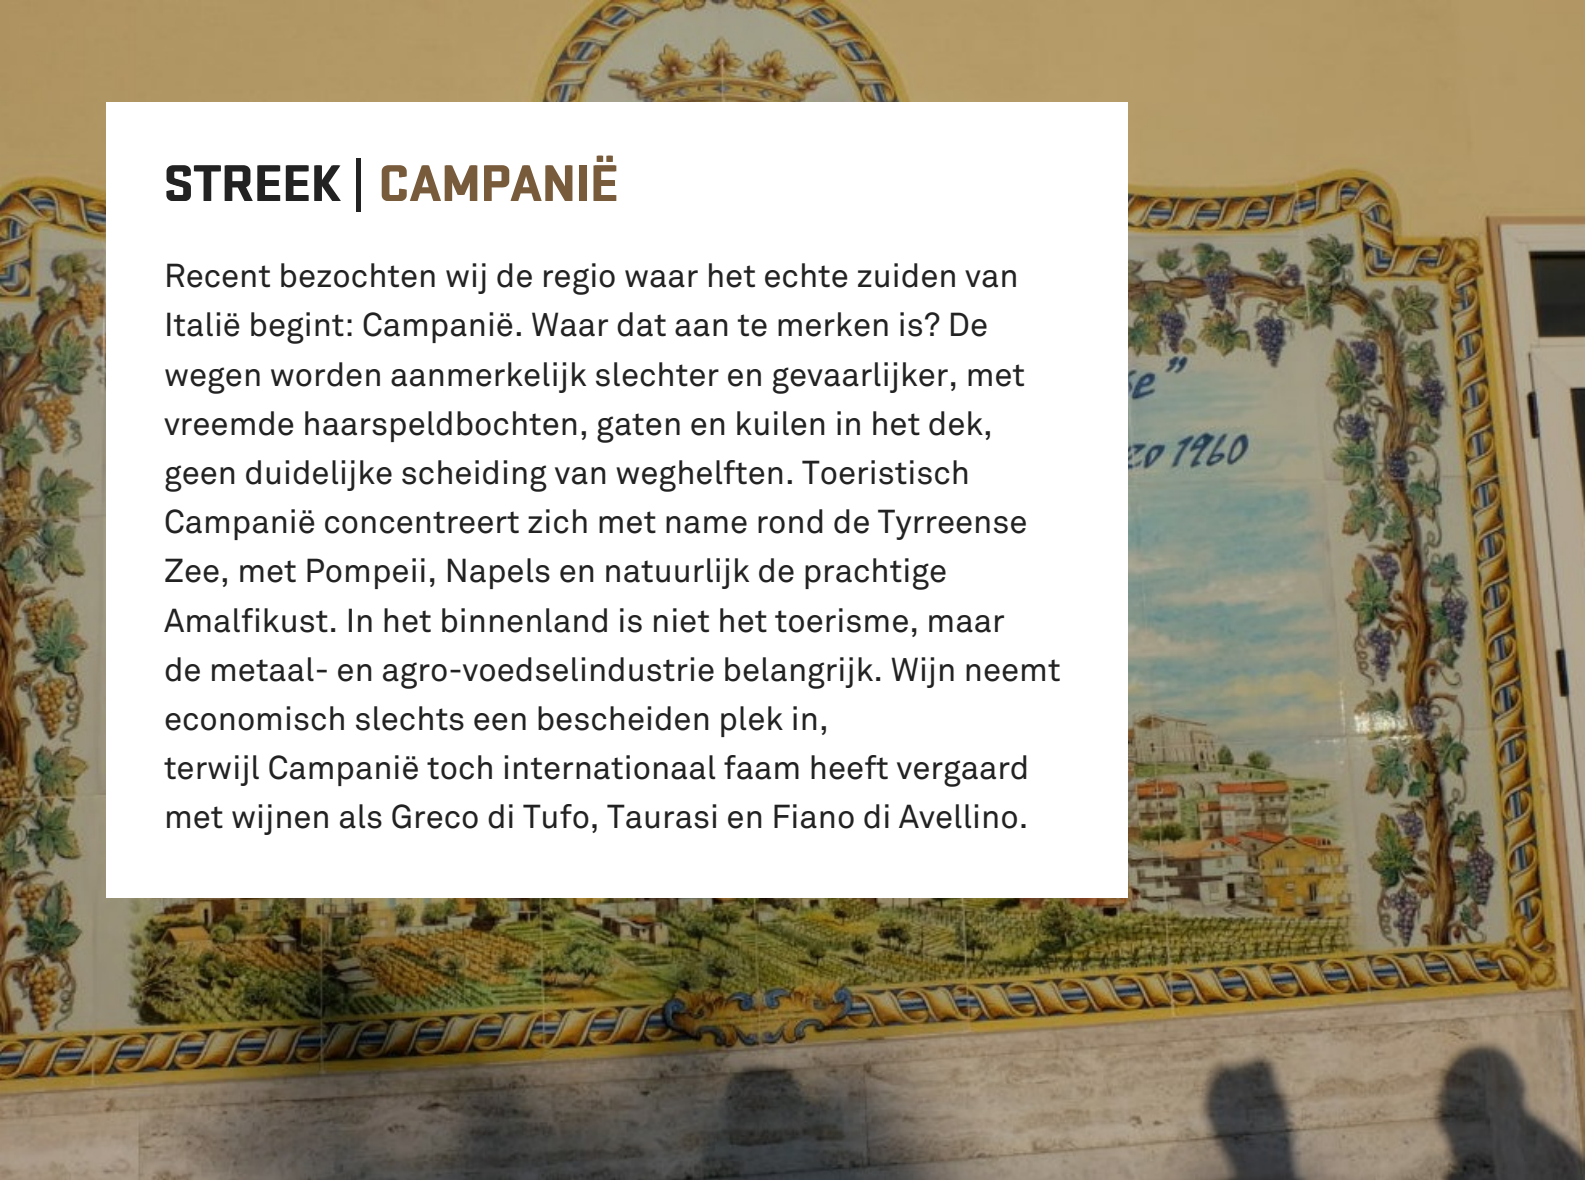 STREEK | CAMPANIË
Recent bezochten wij de regio waar het echte zuiden van
Italië begint: Campanië. Waar dat aan te merken is? De
wegen worden aanmerkelijk slechter en gevaarlijker, met
vreemde haarspeldbochten, gaten en kuilen in het dek,
geen duidelijke scheiding van weghelften. Toeristisch
Campanië concentreert zich met name rond de Tyrreense
Zee, met Pompeii, Napels en natuurlijk de prachtige
Amalfikust. In het binnenland is niet het toerisme, maar
de metaal- en agro-voedselindustrie belangrijk. Wijn neemt
economisch slechts een bescheiden plek in,
terwijl Campanië toch internationaal faam heeft vergaard
met wijnen als Greco di Tufo, Taurasi en Fiano di Avellino.
1960